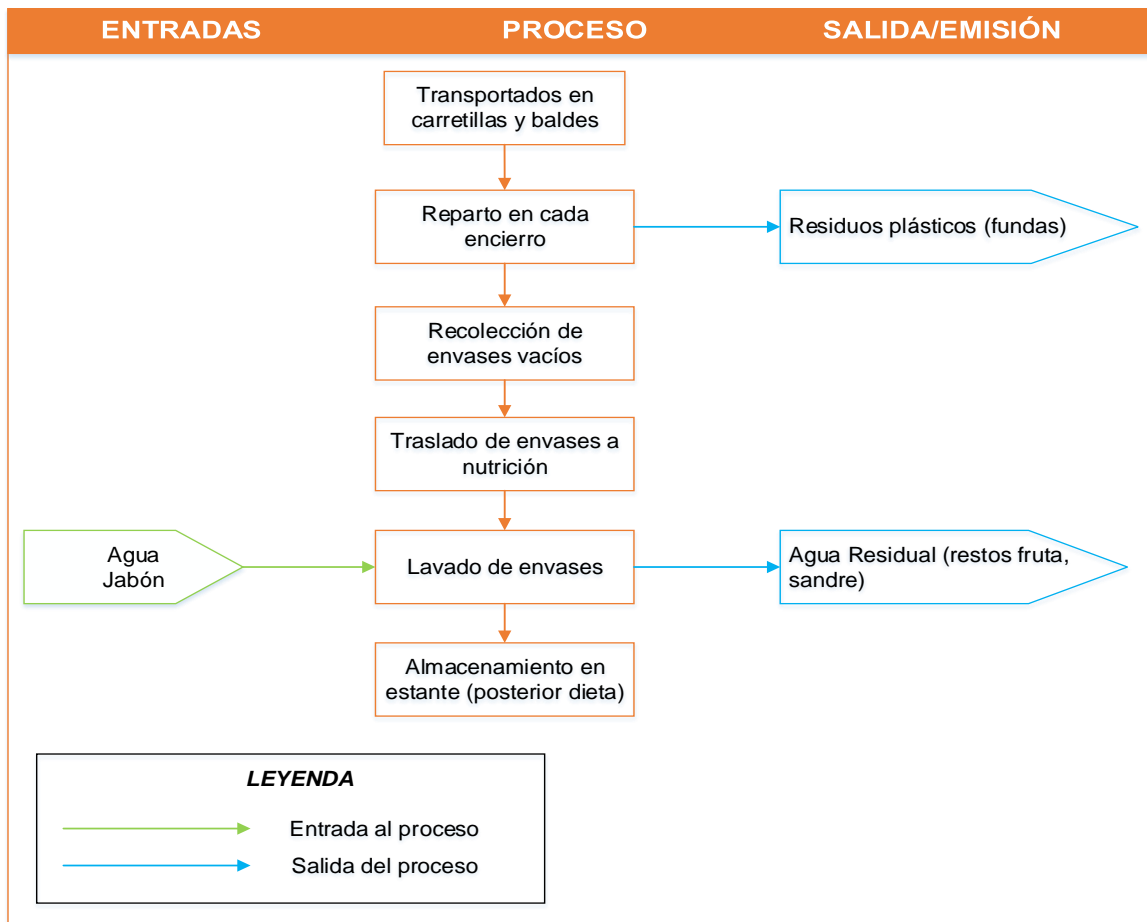 ENTRADAS
PROCESO
SALIDA/EMISIÓN
Transportados en
carretillas y baldes
Reparto en cada
encierro
Residuos plásticos (fundas)
Recolección de
envases vacíos
Traslado de envases a
nutrición
Agua
Jabón
Lavado de envases
Agua Residual (restos fruta,
sandre)
Almacenamiento en
estante (posterior dieta)
LEYENDA
Entrada al proceso
Salida del proceso